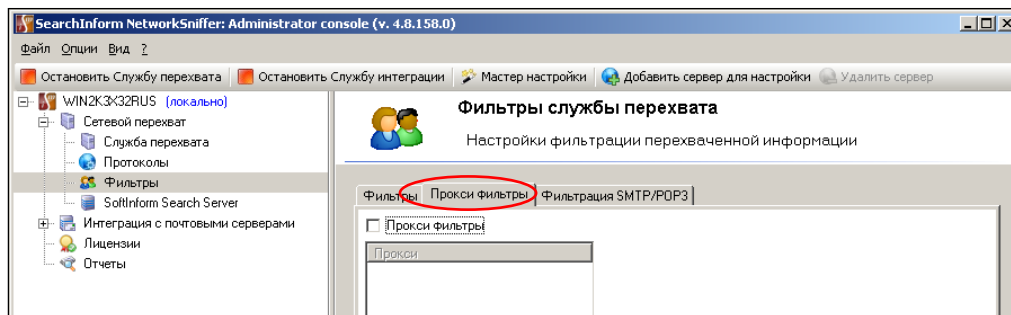 SearchInform NetworkSniffer: Administrator console (v. 4.8.158.0)
Файл Опции Вид ?
Остановить Службу перехвата Остановить Службу интеграции Мастер настройки Добавить сервер для настройки Удалить сервер
WIN2K3X32RUS (локально)
Сетевой перехват
Служба перехвата
Протоколы
Фильтры
SoftInform Search Server
Интеграция с почтовыми серверами
Лицензии
Отчеты
Фильтры службы перехвата
Настройки фильтрации перехваченной информации
Фильтры Прокси фильтры Фильтрация SMTP/POP3
Прокси фильтры
Прокси